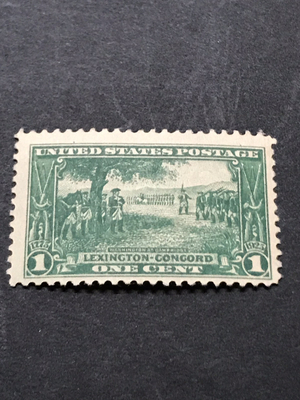 UNITED STATES POSTAGE
1775 1925
WASHINGTON AT CAMBRIDGE
1 LEXINGTON-CONCORD 1
ONE CENT